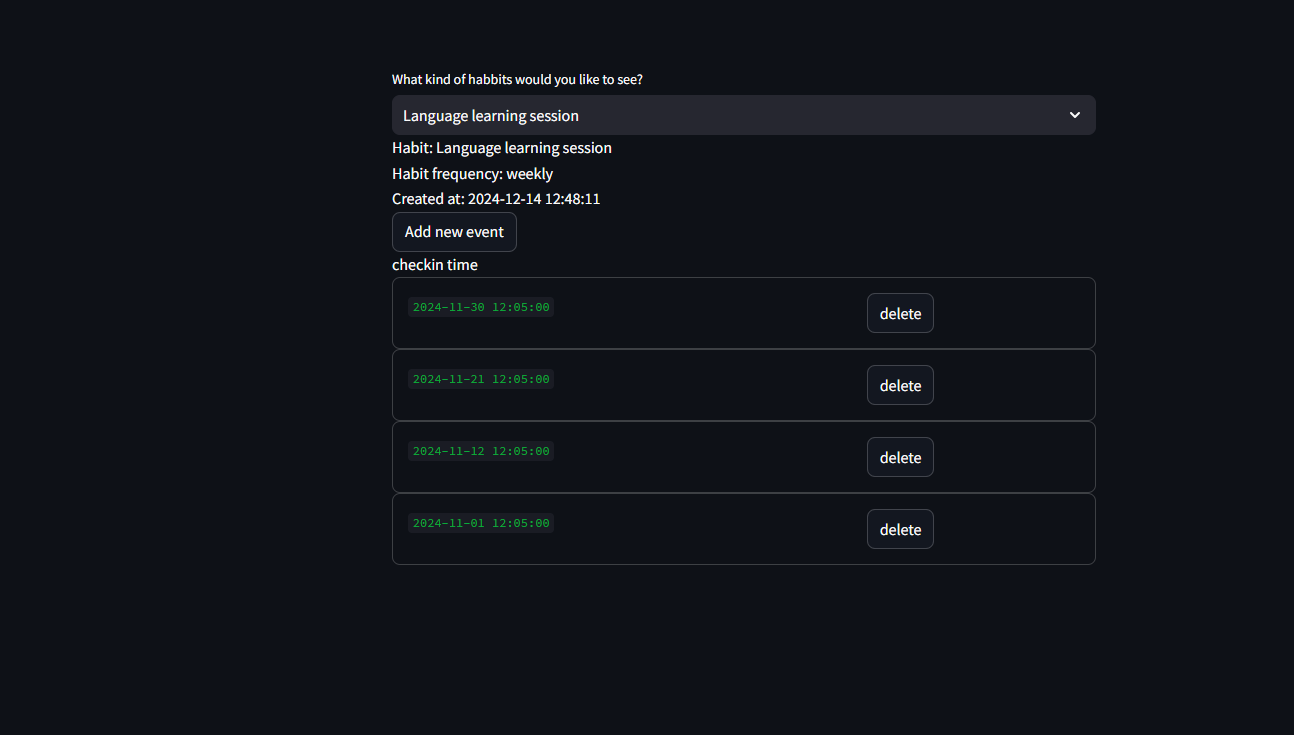 What kind of habbits would you like to see?
Language learning session
Habit: Language learning session
Habit frequency: weekly
Created at: 2024-12-14 12:48:11
Add new event
checkin time
2024-11-30 12:05:00 delete
2024-11-21 12:05:00 delete
2024-11-12 12:05:00 delete
2024-11-01 12:05:00 delete